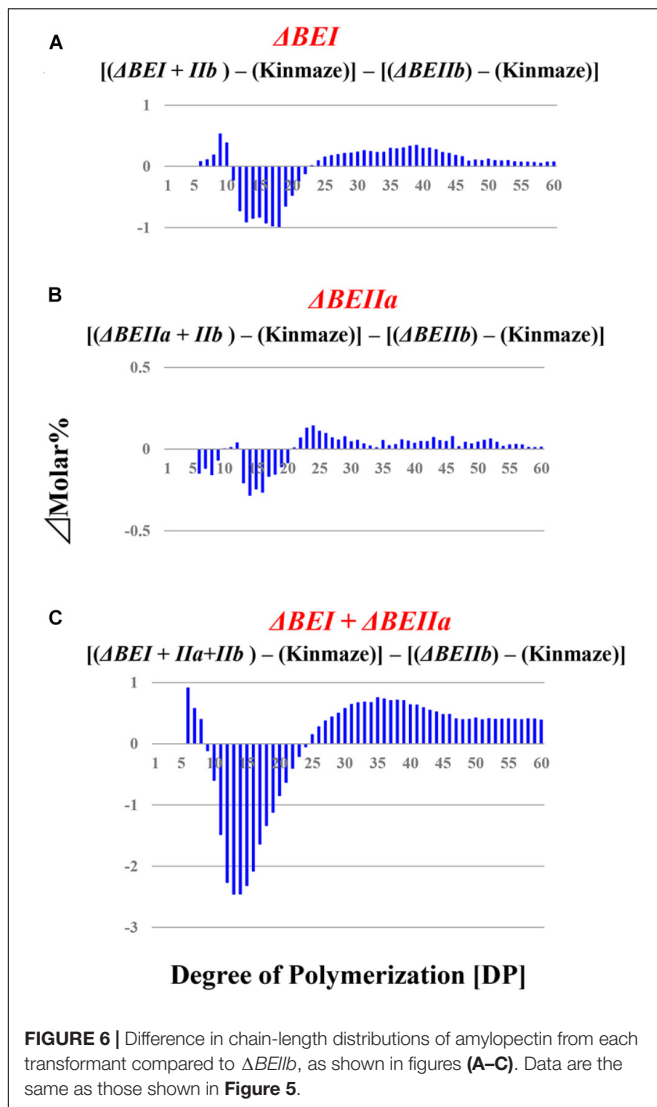 A
ΔBEI
[(ΔBEI + IIb ) – (Kinmaze)] – [(ΔBEIIb) – (Kinmaze)]
1
0
-1
1 5 10 15 20 25 30 35 40 45 50 55 60
B
ΔBEIIa
[(ΔBEIIa + IIb ) – (Kinmaze)] – [(ΔBEIIb) – (Kinmaze)]
0.5
0
-0.5
1 5 10 15 20 25 30 35 40 45 50 55 60
⊿Molar%
C
ΔBEI + ΔBEIIa
[(ΔBEI + IIa+IIb ) – (Kinmaze)] – [(ΔBEIIb) – (Kinmaze)]
1
0
-1
-2
-3
1 5 10 15 20 25 30 35 40 45 50 55 60
Degree of Polymerization [DP]
FIGURE 6 | Difference in chain-length distributions of amylopectin from each
transformant compared to ΔBEIIb, as shown in figures (A–C). Data are the
same as those shown in Figure 5.